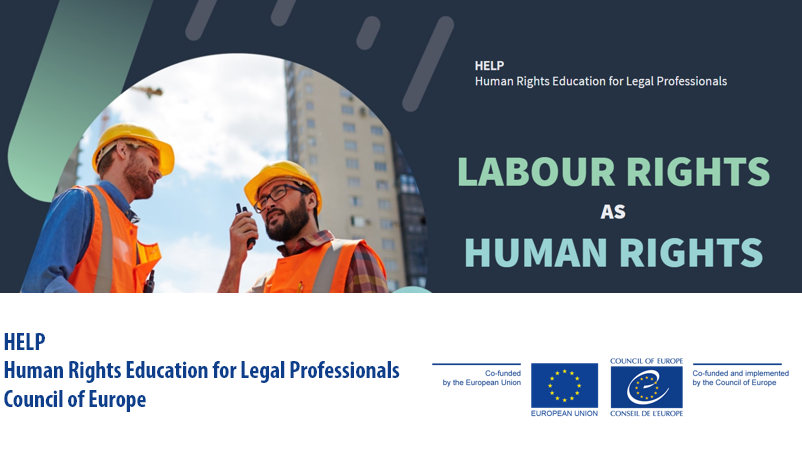 HELP
Human Rights Education for Legal Professionals
LABOUR RIGHTS
AS
HUMAN RIGHTS
HELP
Human Rights Education for Legal Professionals
Council of Europe
Co-funded
by the European Union
EUROPEAN UNION
COUNCIL OF EUROPE
CONSEIL DE L'EUROPE
Co-funded and implemented
by the Council of Europe